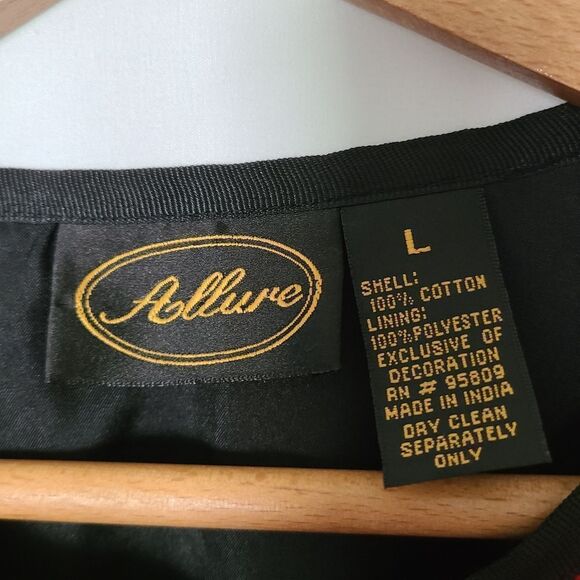 Allure
L
SHELL:
100% COTTON
LINING:
100%POLYESTER
EXCLUSIVE OF
DECORATION
RN # 95809
MADE IN INDIA
DRY CLEAN
SEPARATELY
ONLY